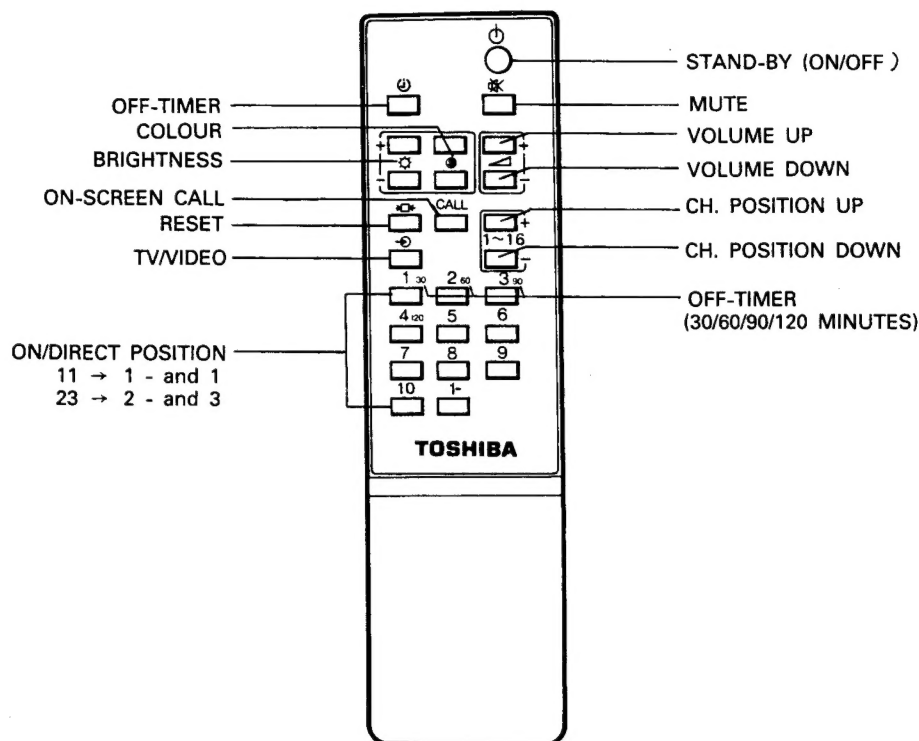 STAND-BY (ON/OFF )
OFF-TIMER
MUTE
COLOUR
VOLUME UP
+
+
BRIGHTNESS
VOLUME DOWN
-
-
ON-SCREEN CALL
CALL
CH. POSITION UP
RESET
+
1~16
TV/VIDEO
-
CH. POSITION DOWN
1 30 2 60 3 90
OFF-TIMER
(30/60/90/120 MINUTES)
4 120 5 6
ON/DIRECT POSITION
7 8 9
11 → 1 - and 1
23 → 2 - and 3
10 1-
TOSHIBA